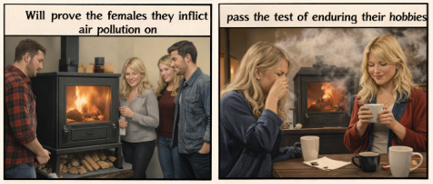 Will prove the females they inflict
air pollution on
pass the test of enduring their hobbies